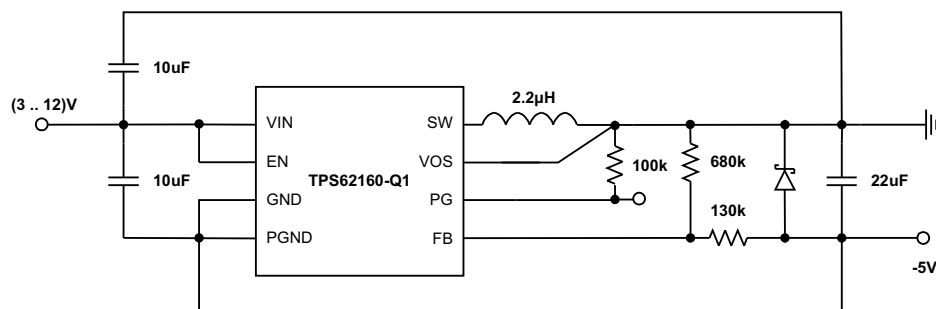 10uF
(3 .. 12)V
10uF
VIN
EN
GND
PGND
TPS62160-Q1
SW
VOS
PG
FB
2.2µH
100k
680k
130k
22uF
-5V